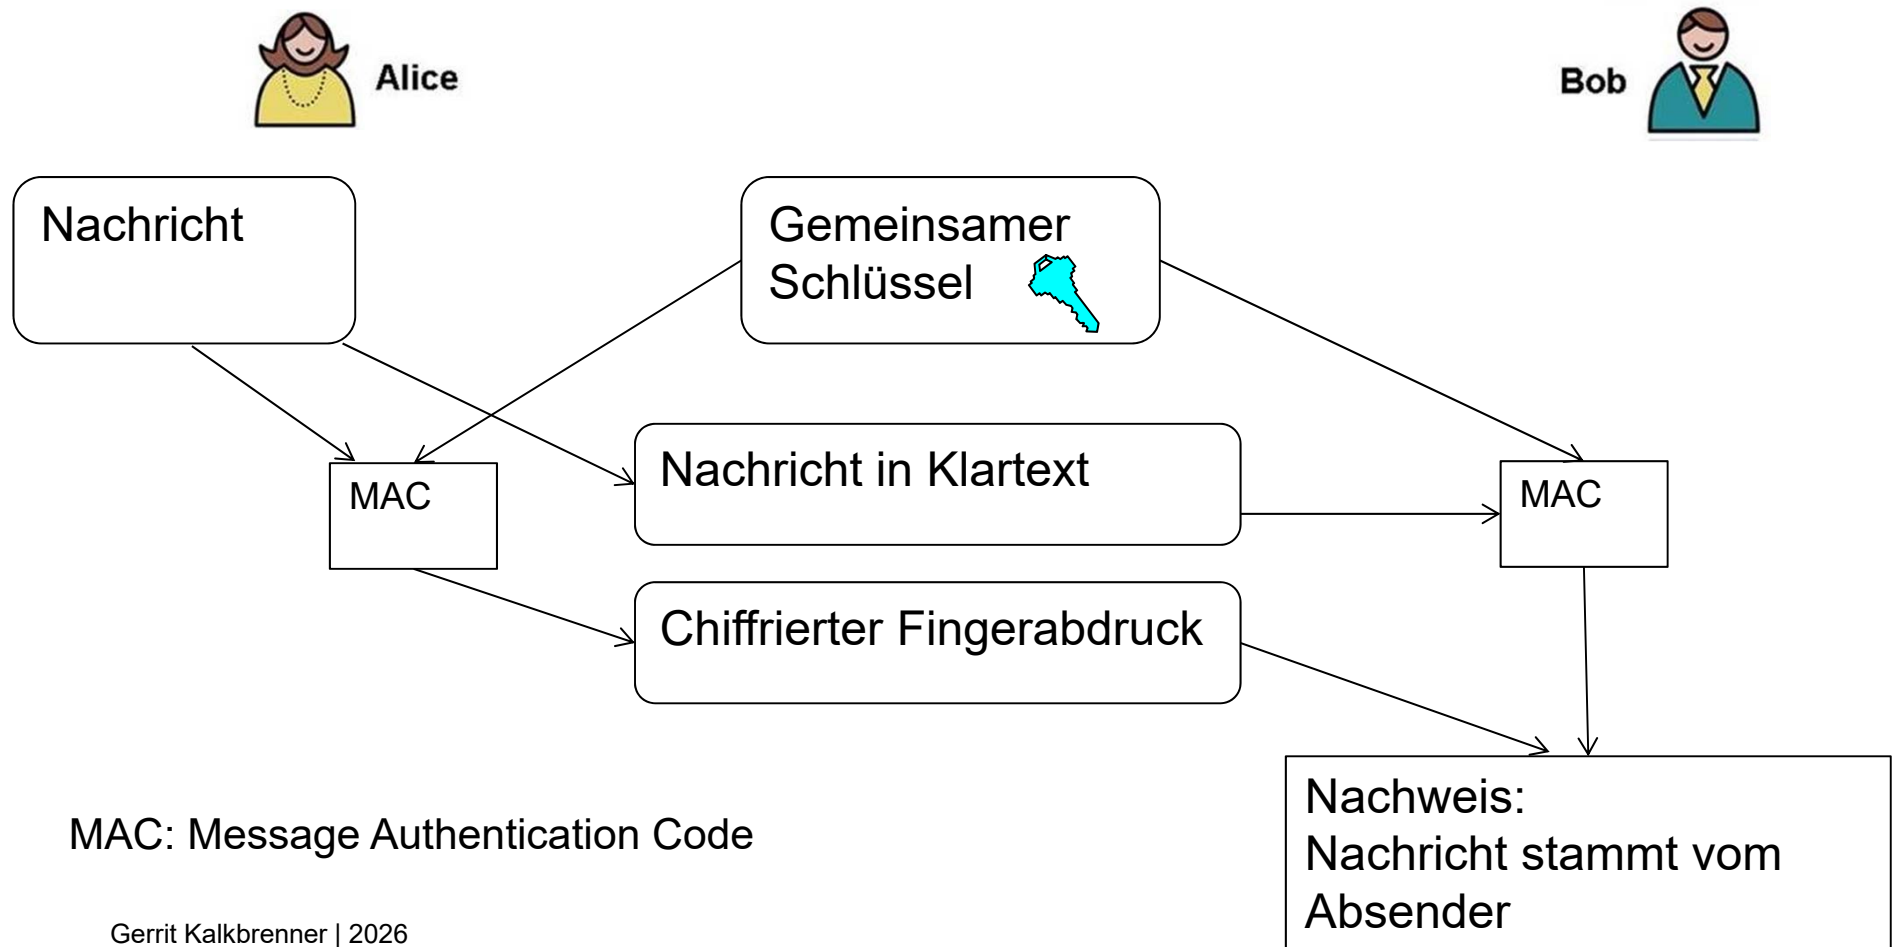 Alice
Bob
Nachricht
Gemeinsamer
Schlüssel
MAC
Nachricht in Klartext
MAC
Chiffrierter Fingerabdruck
Nachweis:
Nachricht stammt vom
Absender
MAC: Message Authentication Code
Gerrit Kalkbrenner | 2026